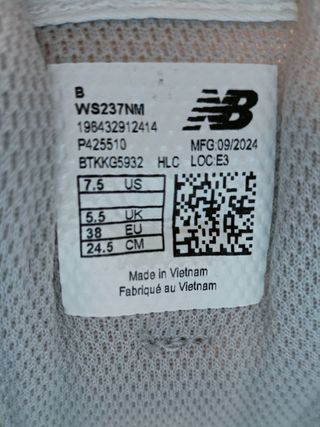 B
WS237NM
196432912414
P425510 MFG:09/2024
BTKKG5932 HLC LOC:E3
7.5 US
5.5 UK
38 EU
24.5 CM
NB
Made in Vietnam
Fabriqué au Vietnam